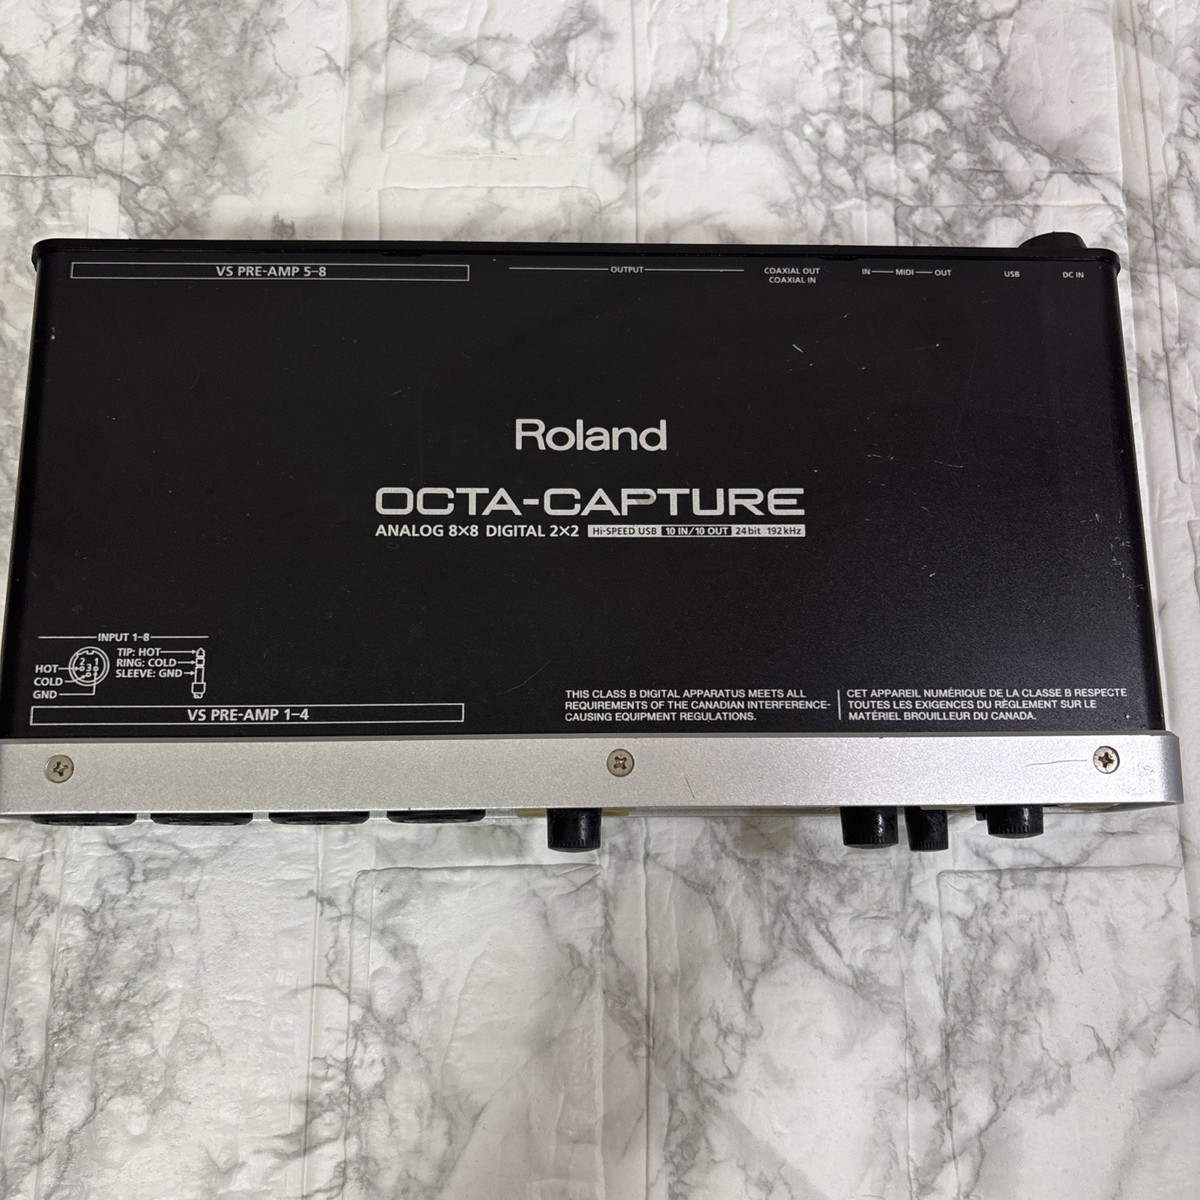 VS PRE-AMP 5-8
OUTPUT
COAXIAL OUT
COAXIAL IN
IN MIDI OUT
USB
DC IN
Roland
OCTA-CAPTURE
ANALOG 8×8 DIGITAL 2×2 Hi-SPEED USB 10 IN/10 OUT 24bit 192kHz
INPUT 1-8
TIP: HOT
RING: COLD
SLEEVE: GND
2 1
3
HOT
COLD
GND
VS PRE-AMP 1-4
THIS CLASS B DIGITAL APPARATUS MEETS ALL
REQUIREMENTS OF THE CANADIAN INTERFERENCE-
CAUSING EQUIPMENT REGULATIONS.
CET APPAREIL NUMÉRIQUE DE LA CLASSE B RESPECTE
TOUTES LES EXIGENCES DU RÈGLEMENT SUR LE
MATÉRIEL BROUILLEUR DU CANADA.